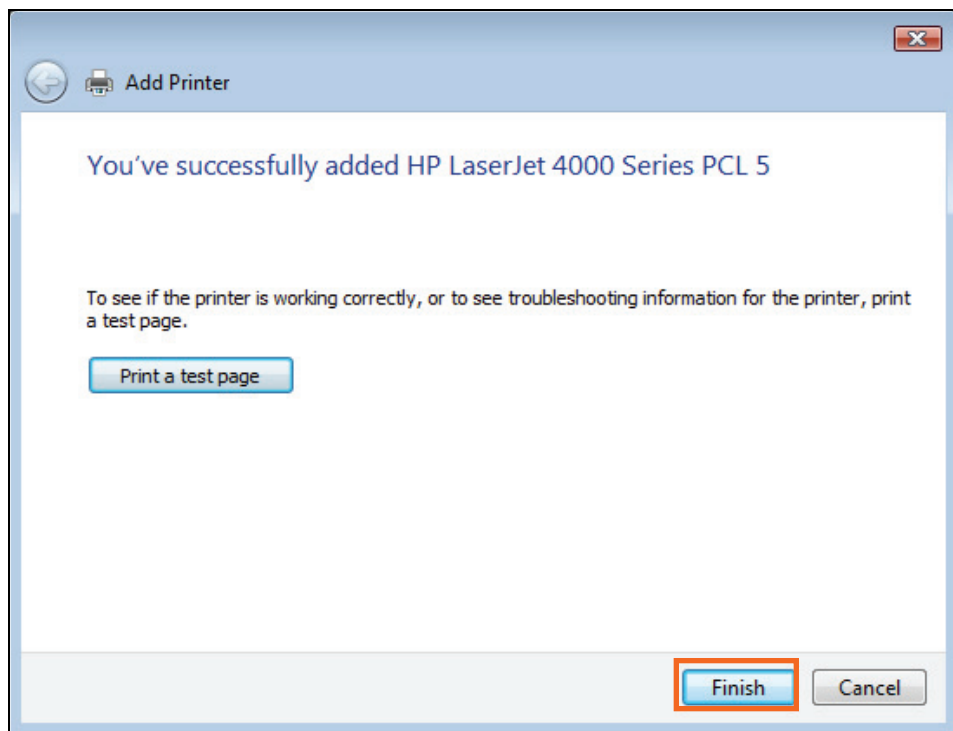 Add Printer
You've successfully added HP LaserJet 4000 Series PCL 5
To see if the printer is working correctly, or to see troubleshooting information for the printer, print
a test page.
Print a test page
Finish Cancel